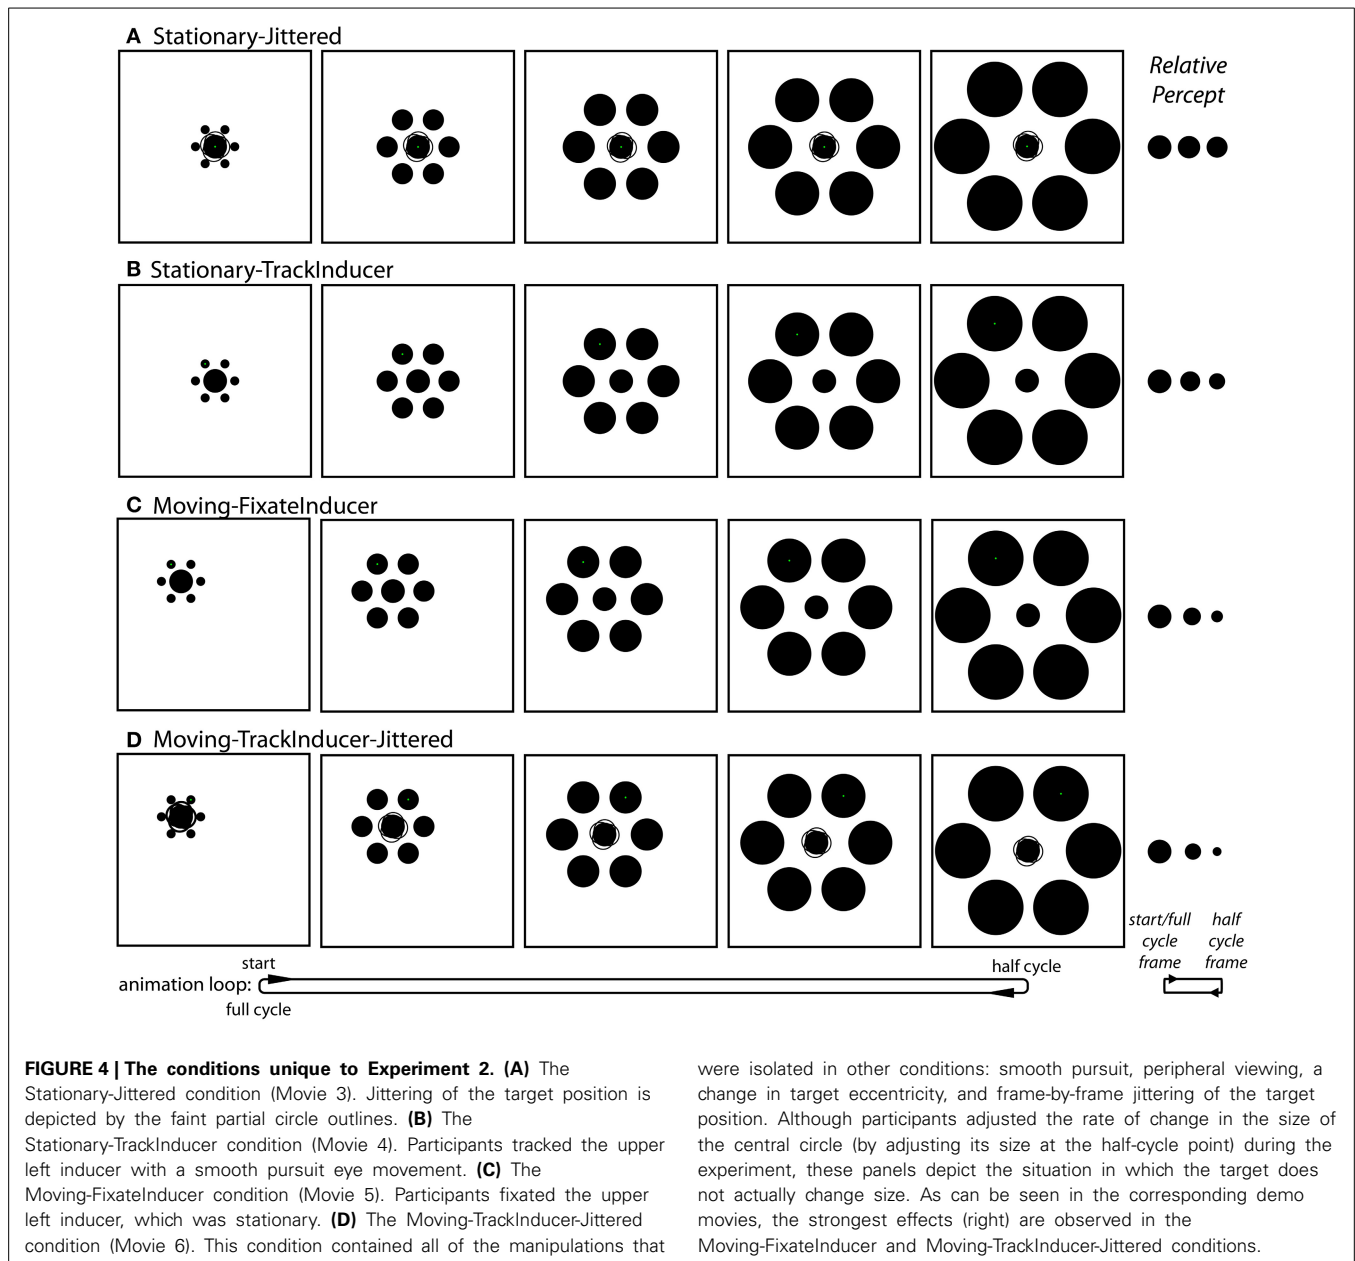 A Stationary-Jittered
Relative
Percept
B Stationary-TrackInducer
C Moving-FixateInducer
D Moving-TrackInducer-Jittered
start/full
cycle
frame
half
cycle
frame
start
half cycle
animation loop:
full cycle
FIGURE 4 | The conditions unique to Experiment 2. (A) The
Stationary-Jittered condition (Movie 3). Jittering of the target position is
depicted by the faint partial circle outlines. (B) The
Stationary-TrackInducer condition (Movie 4). Participants tracked the upper
left inducer with a smooth pursuit eye movement. (C) The
Moving-FixateInducer condition (Movie 5). Participants fixated the upper
left inducer, which was stationary. (D) The Moving-TrackInducer-Jittered
condition (Movie 6). This condition contained all of the manipulations that
were isolated in other conditions: smooth pursuit, peripheral viewing, a
change in target eccentricity, and frame-by-frame jittering of the target
position. Although participants adjusted the rate of change in the size of
the central circle (by adjusting its size at the half-cycle point) during the
experiment, these panels depict the situation in which the target does
not actually change size. As can be seen in the corresponding demo
movies, the strongest effects (right) are observed in the
Moving-FixateInducer and Moving-TrackInducer-Jittered conditions.